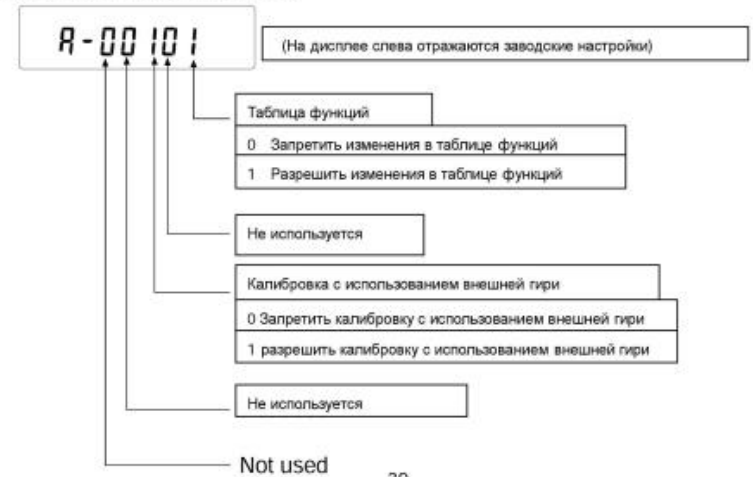 A-00101
(На дисплее слева отражаются заводские настройки)
Таблица функций
0 Запретить изменения в таблице функций
1 Разрешить изменения в таблице функций
Не используется
Калибровка с использованием внешней гири
0 Запретить калибровку с использованием внешней гири
1 разрешить калибровку с использованием внешней гири
Не используется
Not used